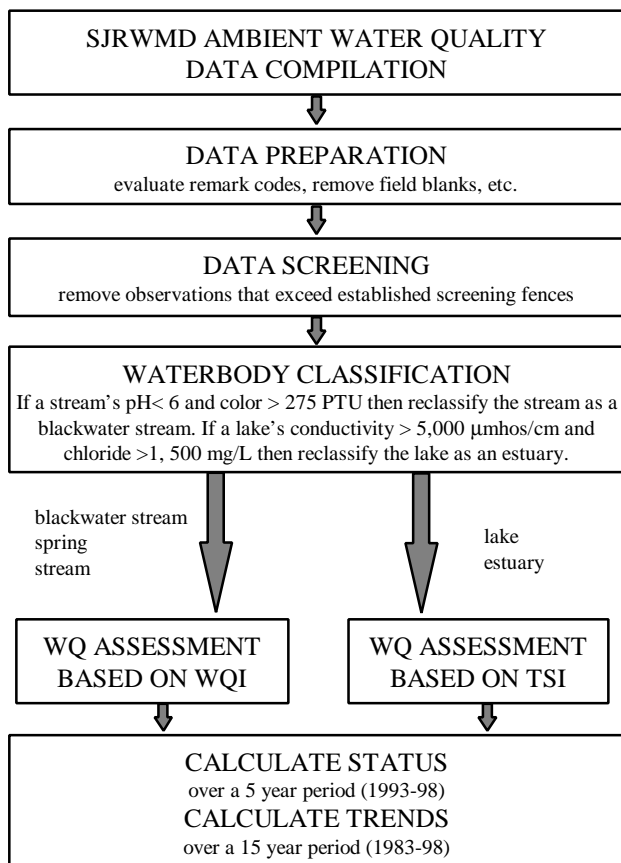 SJRWMD AMBIENT WATER QUALITY
DATA COMPILATION
DATA PREPARATION
evaluate remark codes, remove field blanks, etc.
DATA SCREENING
remove observations that exceed established screening fences
WATERBODY CLASSIFICATION
If a stream’s pH< 6 and color > 275 PTU then reclassify the stream as a
blackwater stream. If a lake’s conductivity > 5,000 μmhos/cm and
chloride >1, 500 mg/L then reclassify the lake as an estuary.
blackwater stream
spring
stream
lake
estuary
WQ ASSESSMENT
BASED ON WQI
WQ ASSESSMENT
BASED ON TSI
CALCULATE STATUS
over a 5 year period (1993-98)
CALCULATE TRENDS
over a 15 year period (1983-98)